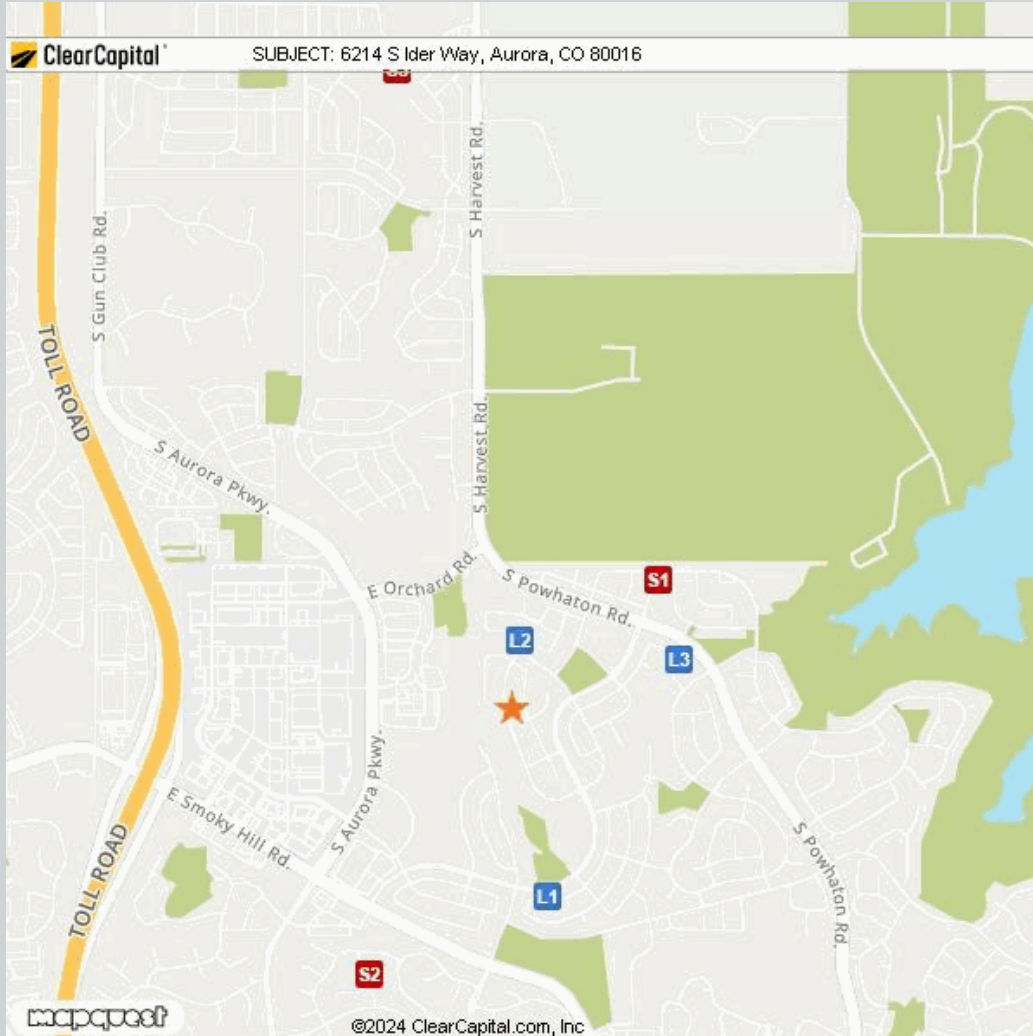 ClearCapital
SUBJECT: 6214 S Ider Way, Aurora, CO 80016
S Harvest Rd.
S Gun Club Rd.
TOLL ROAD
S Harvest Rd.
S Aurora Pkwy.
E Orchard Rd.
S Powhaton Rd.
S1
L2
L3
S Aurora Pkwy.
E Smoky Hill Rd.
S Powhaton Rd.
TOLL ROAD
L1
S2
mapquest
©2024 ClearCapital.com, Inc